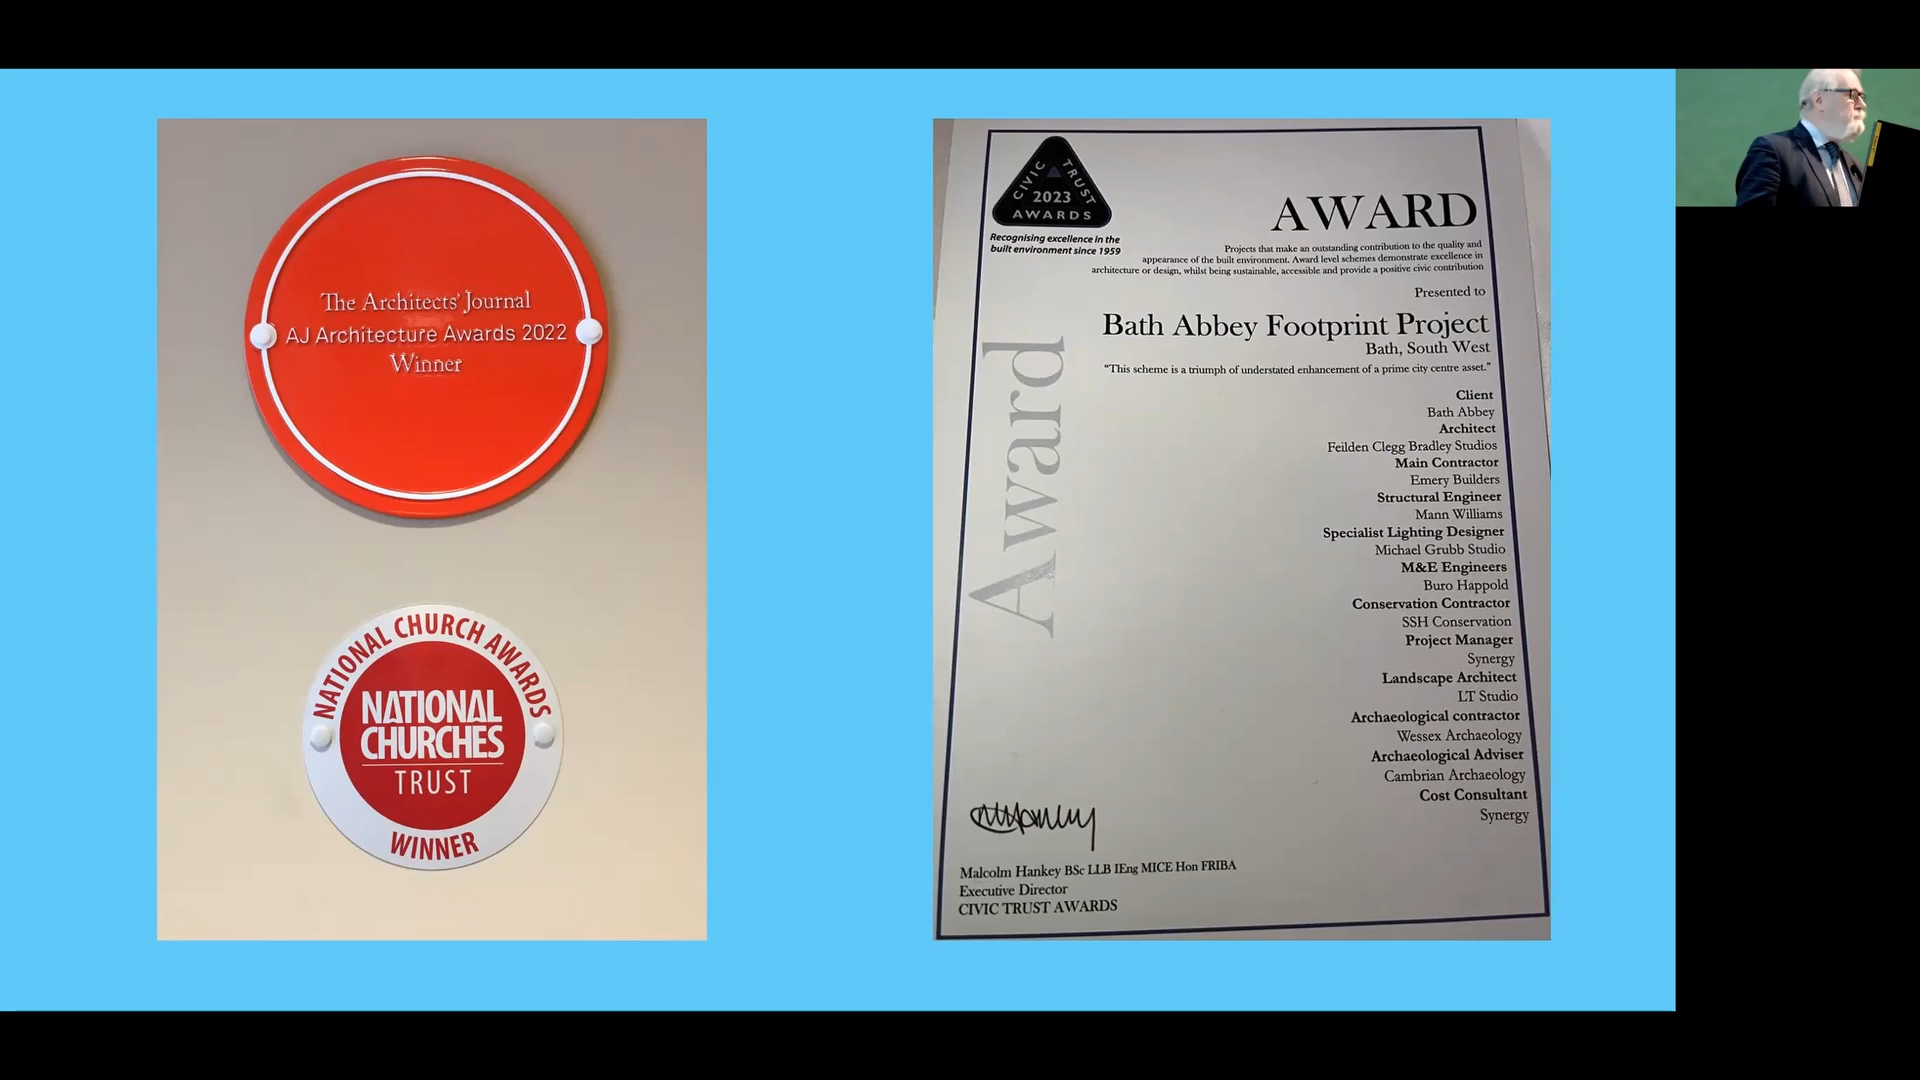 The Architects' Journal
AJ Architecture Awards 2022
Winner
NATIONAL CHURCH AWARDS
NATIONAL
CHURCHES
TRUST
WINNER
CIVIC TRUST
2023
AWARDS
Recognising excellence in the
built environment since 1959
AWARD
Projects that make an outstanding contribution to the quality and
appearance of the built environment. Award level schemes demonstrate excellence in
architecture or design, whilst being sustainable, accessible and provide a positive civic contribution
Presented to
Bath Abbey Footprint Project
Bath, South West
“This scheme is a triumph of understated enhancement of a prime city centre asset.”
Award
Client
Bath Abbey
Architect
Feilden Clegg Bradley Studios
Main Contractor
Emery Builders
Structural Engineer
Mann Williams
Specialist Lighting Designer
Michael Grubb Studio
M&E Engineers
Buro Happold
Conservation Contractor
SSH Conservation
Project Manager
Synergy
Landscape Architect
LT Studio
Archaeological contractor
Wessex Archaeology
Archaeological Adviser
Cambrian Archaeology
Cost Consultant
Synergy
Malcolm Hankey BSc LLB IEng MICE Hon FRIBA
Executive Director
CIVIC TRUST AWARDS